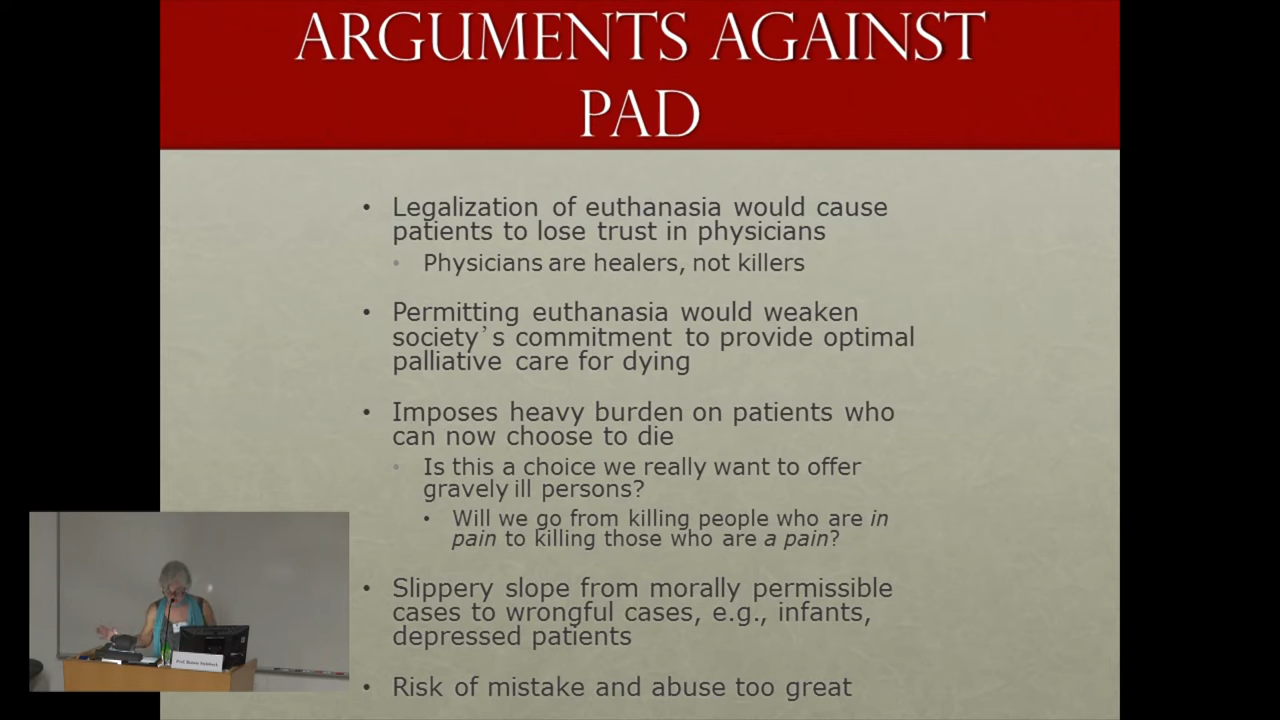 ARGUMENTS AGAINST
PAD
• Legalization of euthanasia would cause
patients to lose trust in physicians
• Physicians are healers, not killers
• Permitting euthanasia would weaken
society’s commitment to provide optimal
palliative care for dying
• Imposes heavy burden on patients who
can now choose to die
• Is this a choice we really want to offer
gravely ill persons?
• Will we go from killing people who are in
pain to killing those who are a pain?
• Slippery slope from morally permissible
cases to wrongful cases, e.g., infants,
depressed patients
• Risk of mistake and abuse too great
Prof. Bonnie Steinbock